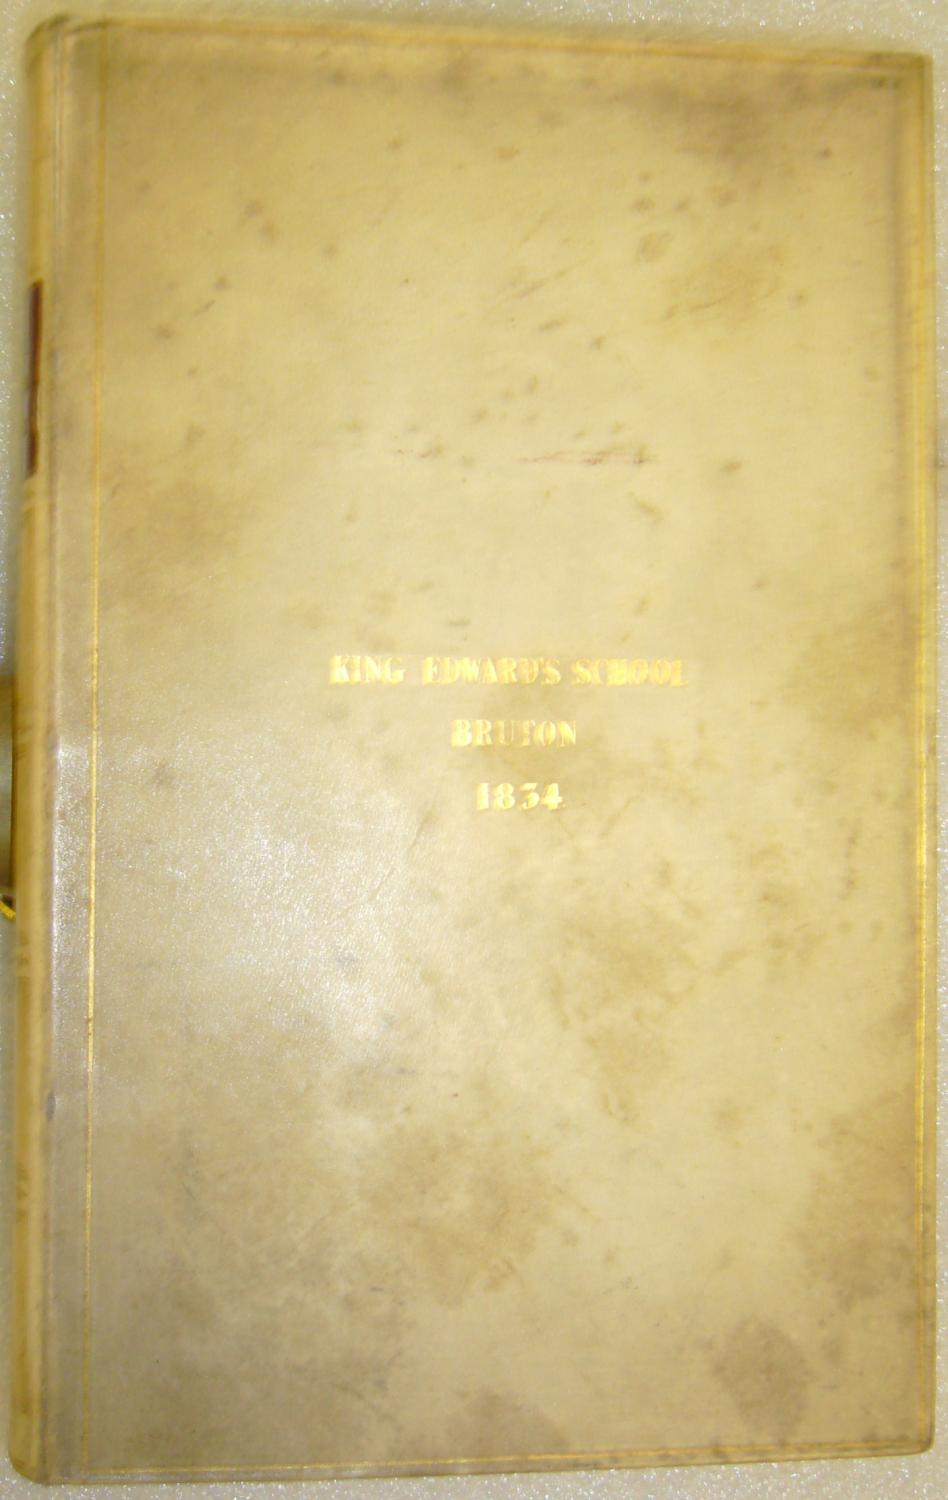 KING EDWARD'S SCHOOL
BRUTON
1834